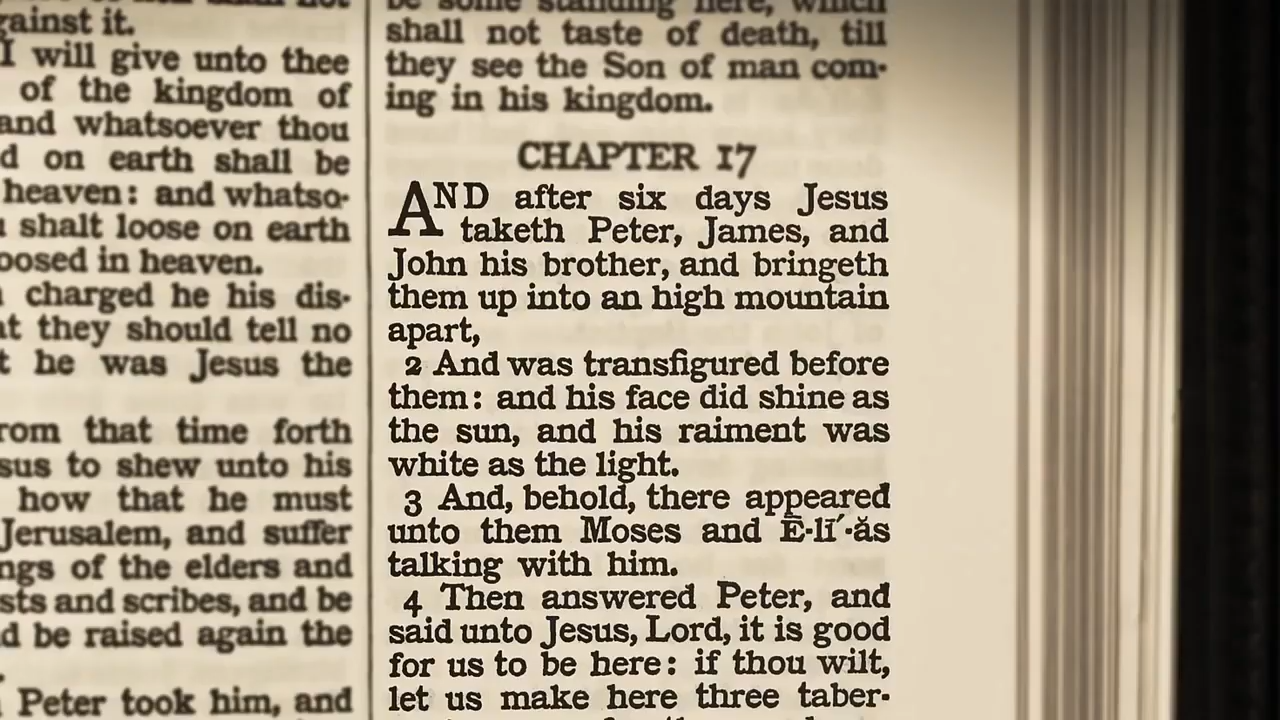 against it.
I will give unto thee
of the kingdom of
and whatsoever thou
d on earth shall be
heaven: and whatso-
shalt loose on earth
oosed in heaven.
charged he his dis-
at they should tell no
t he was Jesus the
rom that time forth
sus to shew unto his
how that he must
Jerusalem, and suffer
ngs of the elders and
sts and scribes, and be
d be raised again the
Peter took him, and
be some standing here, which
shall not taste of death, till
they see the Son of man com-
ing in his kingdom.
CHAPTER 17
AND after six days Jesus
taketh Peter, James, and
John his brother, and bringeth
them up into an high mountain
apart,
2 And was transfigured before
them: and his face did shine as
the sun, and his raiment was
white as the light.
3 And, behold, there appeared
unto them Moses and Ē-lī´-ăs
talking with him.
4 Then answered Peter, and
said unto Jesus, Lord, it is good
for us to be here: if thou wilt,
let us make here three taber-